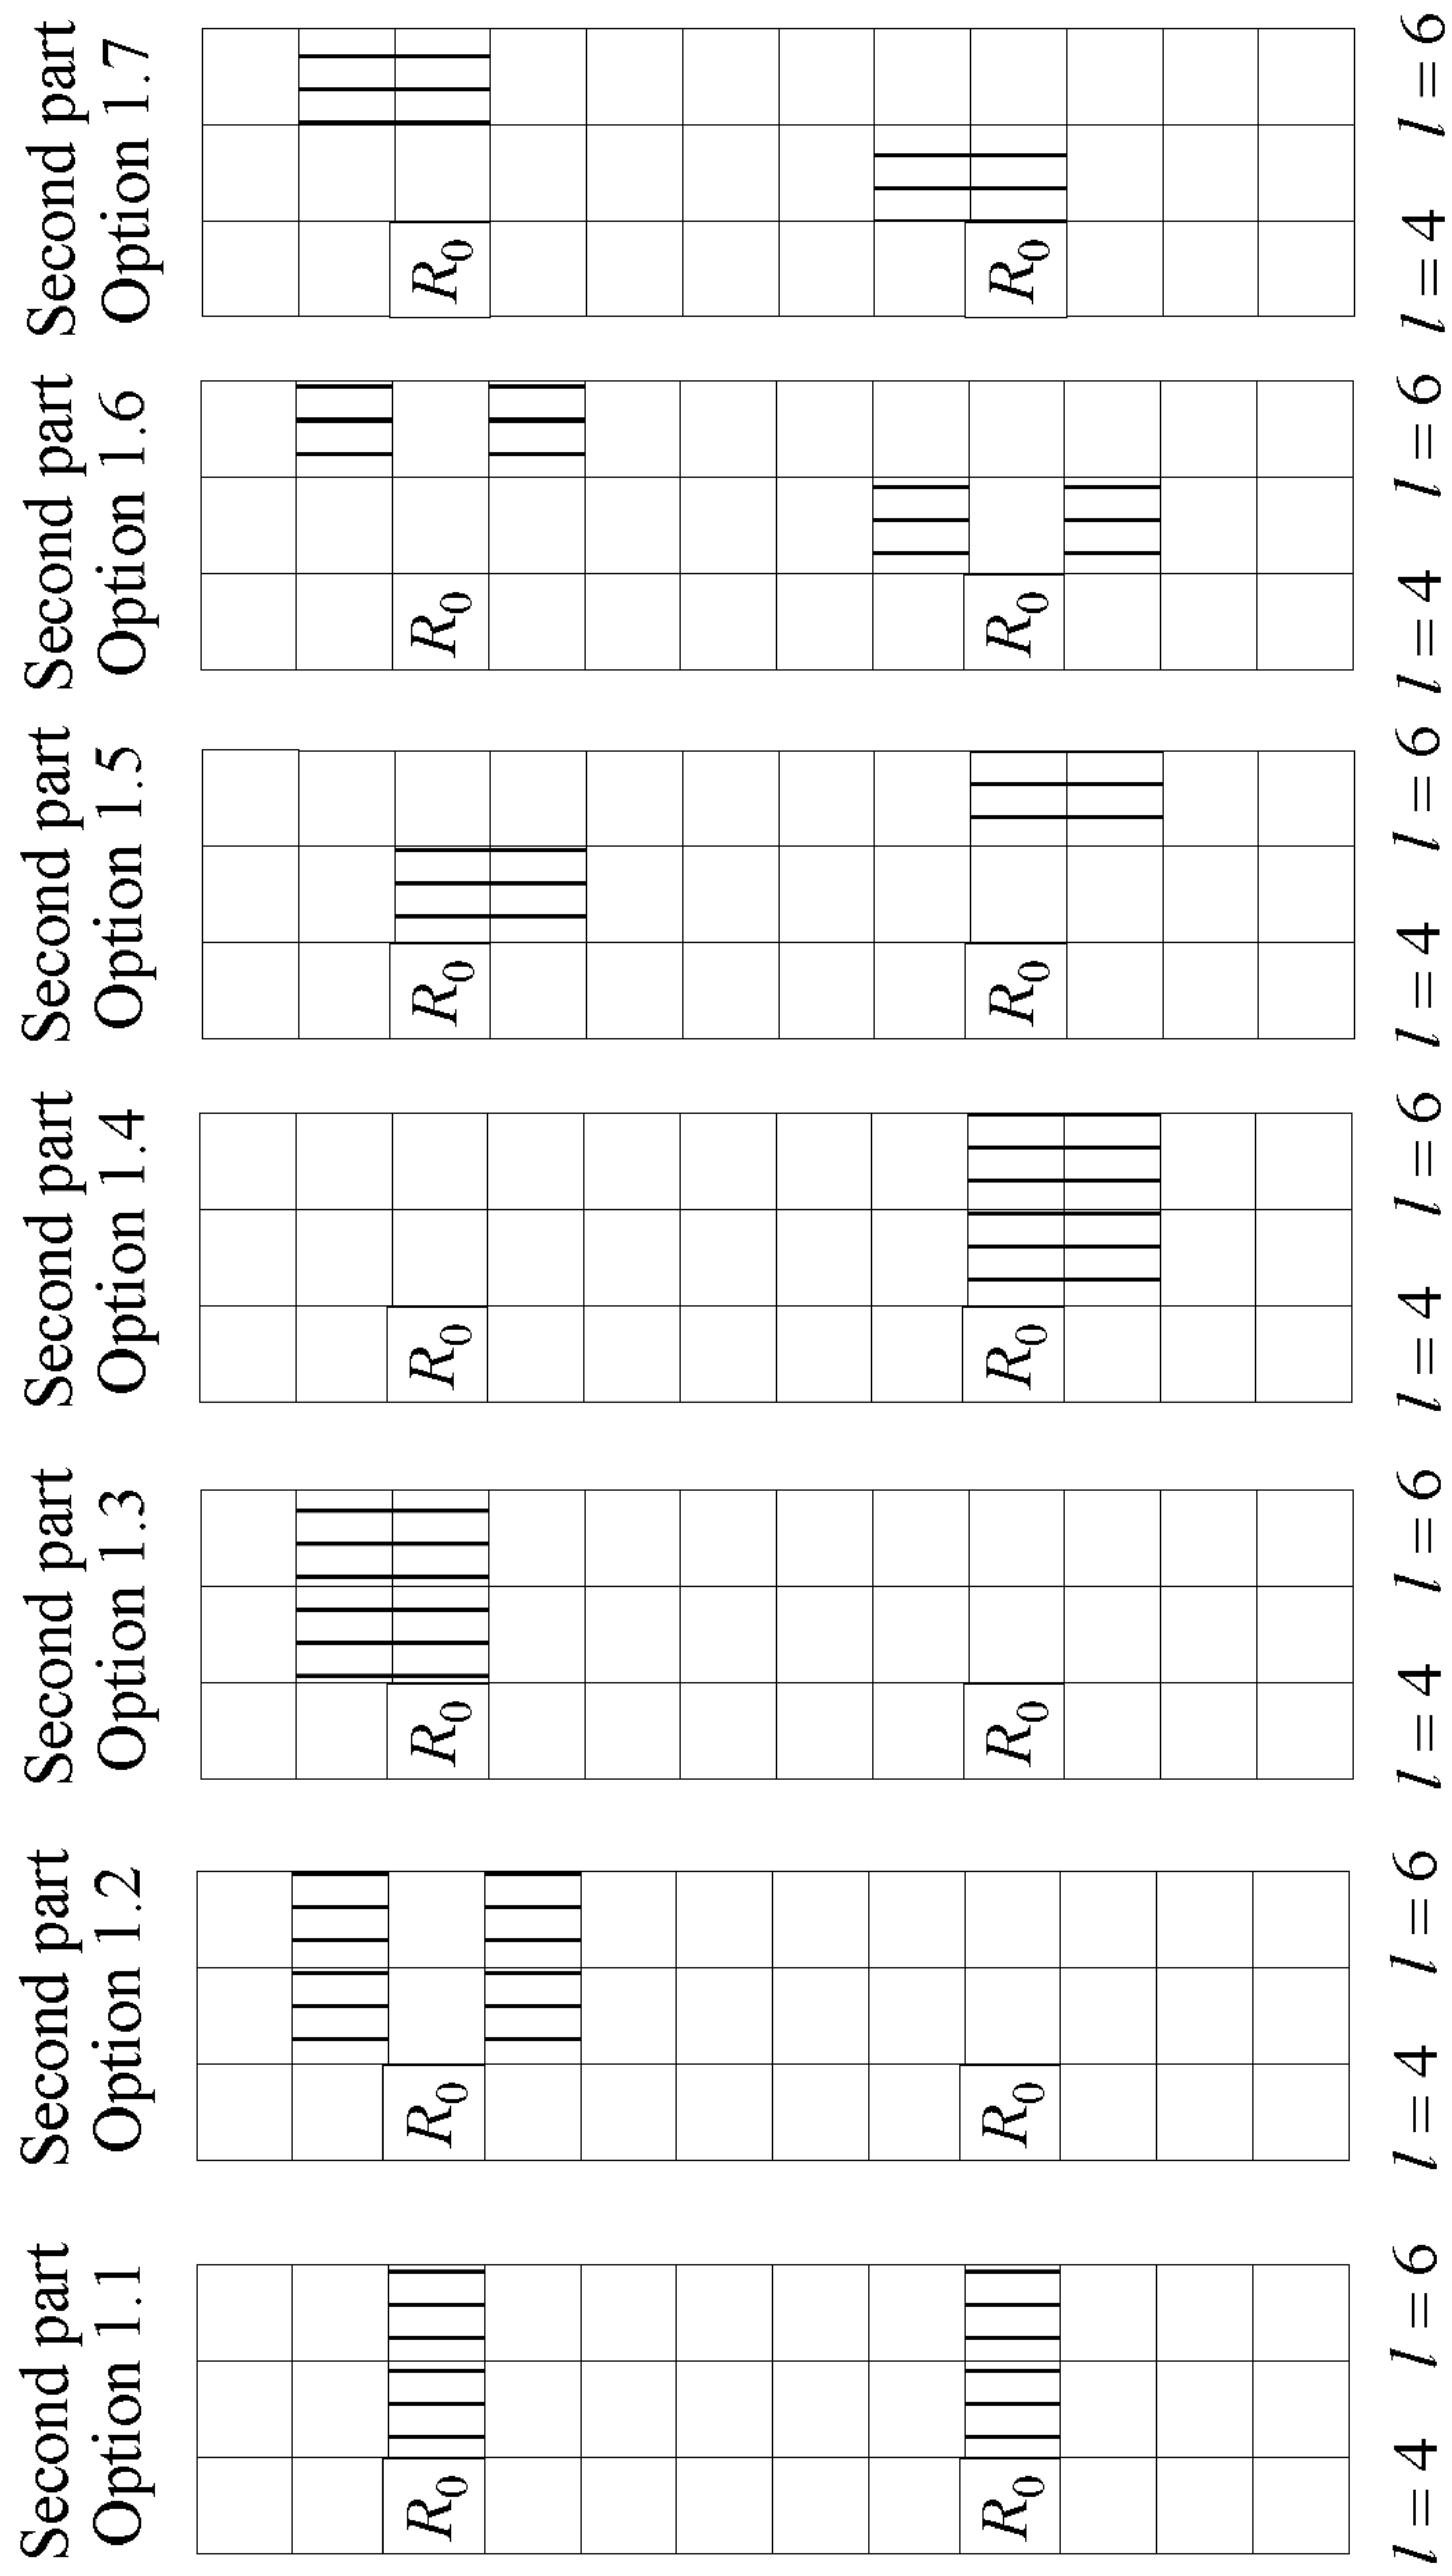 Second part
Option 1.1
R0
R0
l = 4 l = 6
Second part
Option 1.2
R0
R0
l = 4 l = 6
Second part
Option 1.3
R0
R0
l = 4 l = 6
Second part
Option 1.4
R0
R0
l = 4 l = 6
Second part
Option 1.5
R0
R0
l = 4 l = 6
Second part
Option 1.6
R0
R0
l = 4 l = 6
Second part
Option 1.7
R0
R0
l = 4 l = 6